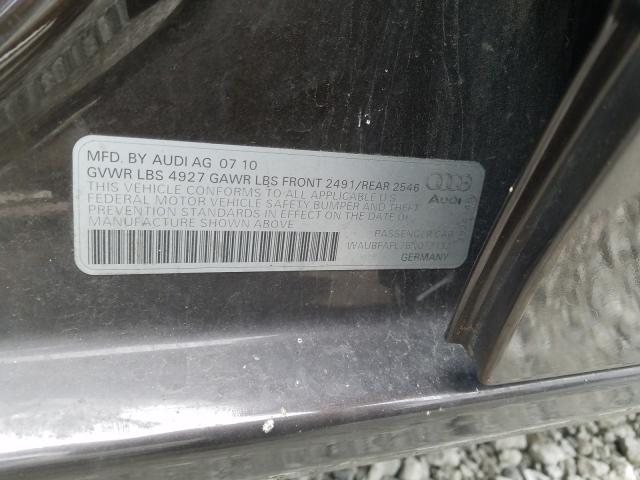 MFD. BY AUDI AG 07 10
GVWR LBS 4927 GAWR LBS FRONT 2491/REAR 2546
THIS VEHICLE CONFORMS TO ALL APPLICABLE U.S.
FEDERAL MOTOR VEHICLE SAFETY BUMPER AND THEFT
PREVENTION STANDARDS IN EFFECT ON THE DATE OF
MANUFACTURE SHOWN ABOVE
Audi
PASSENGER CAR
GERMANY